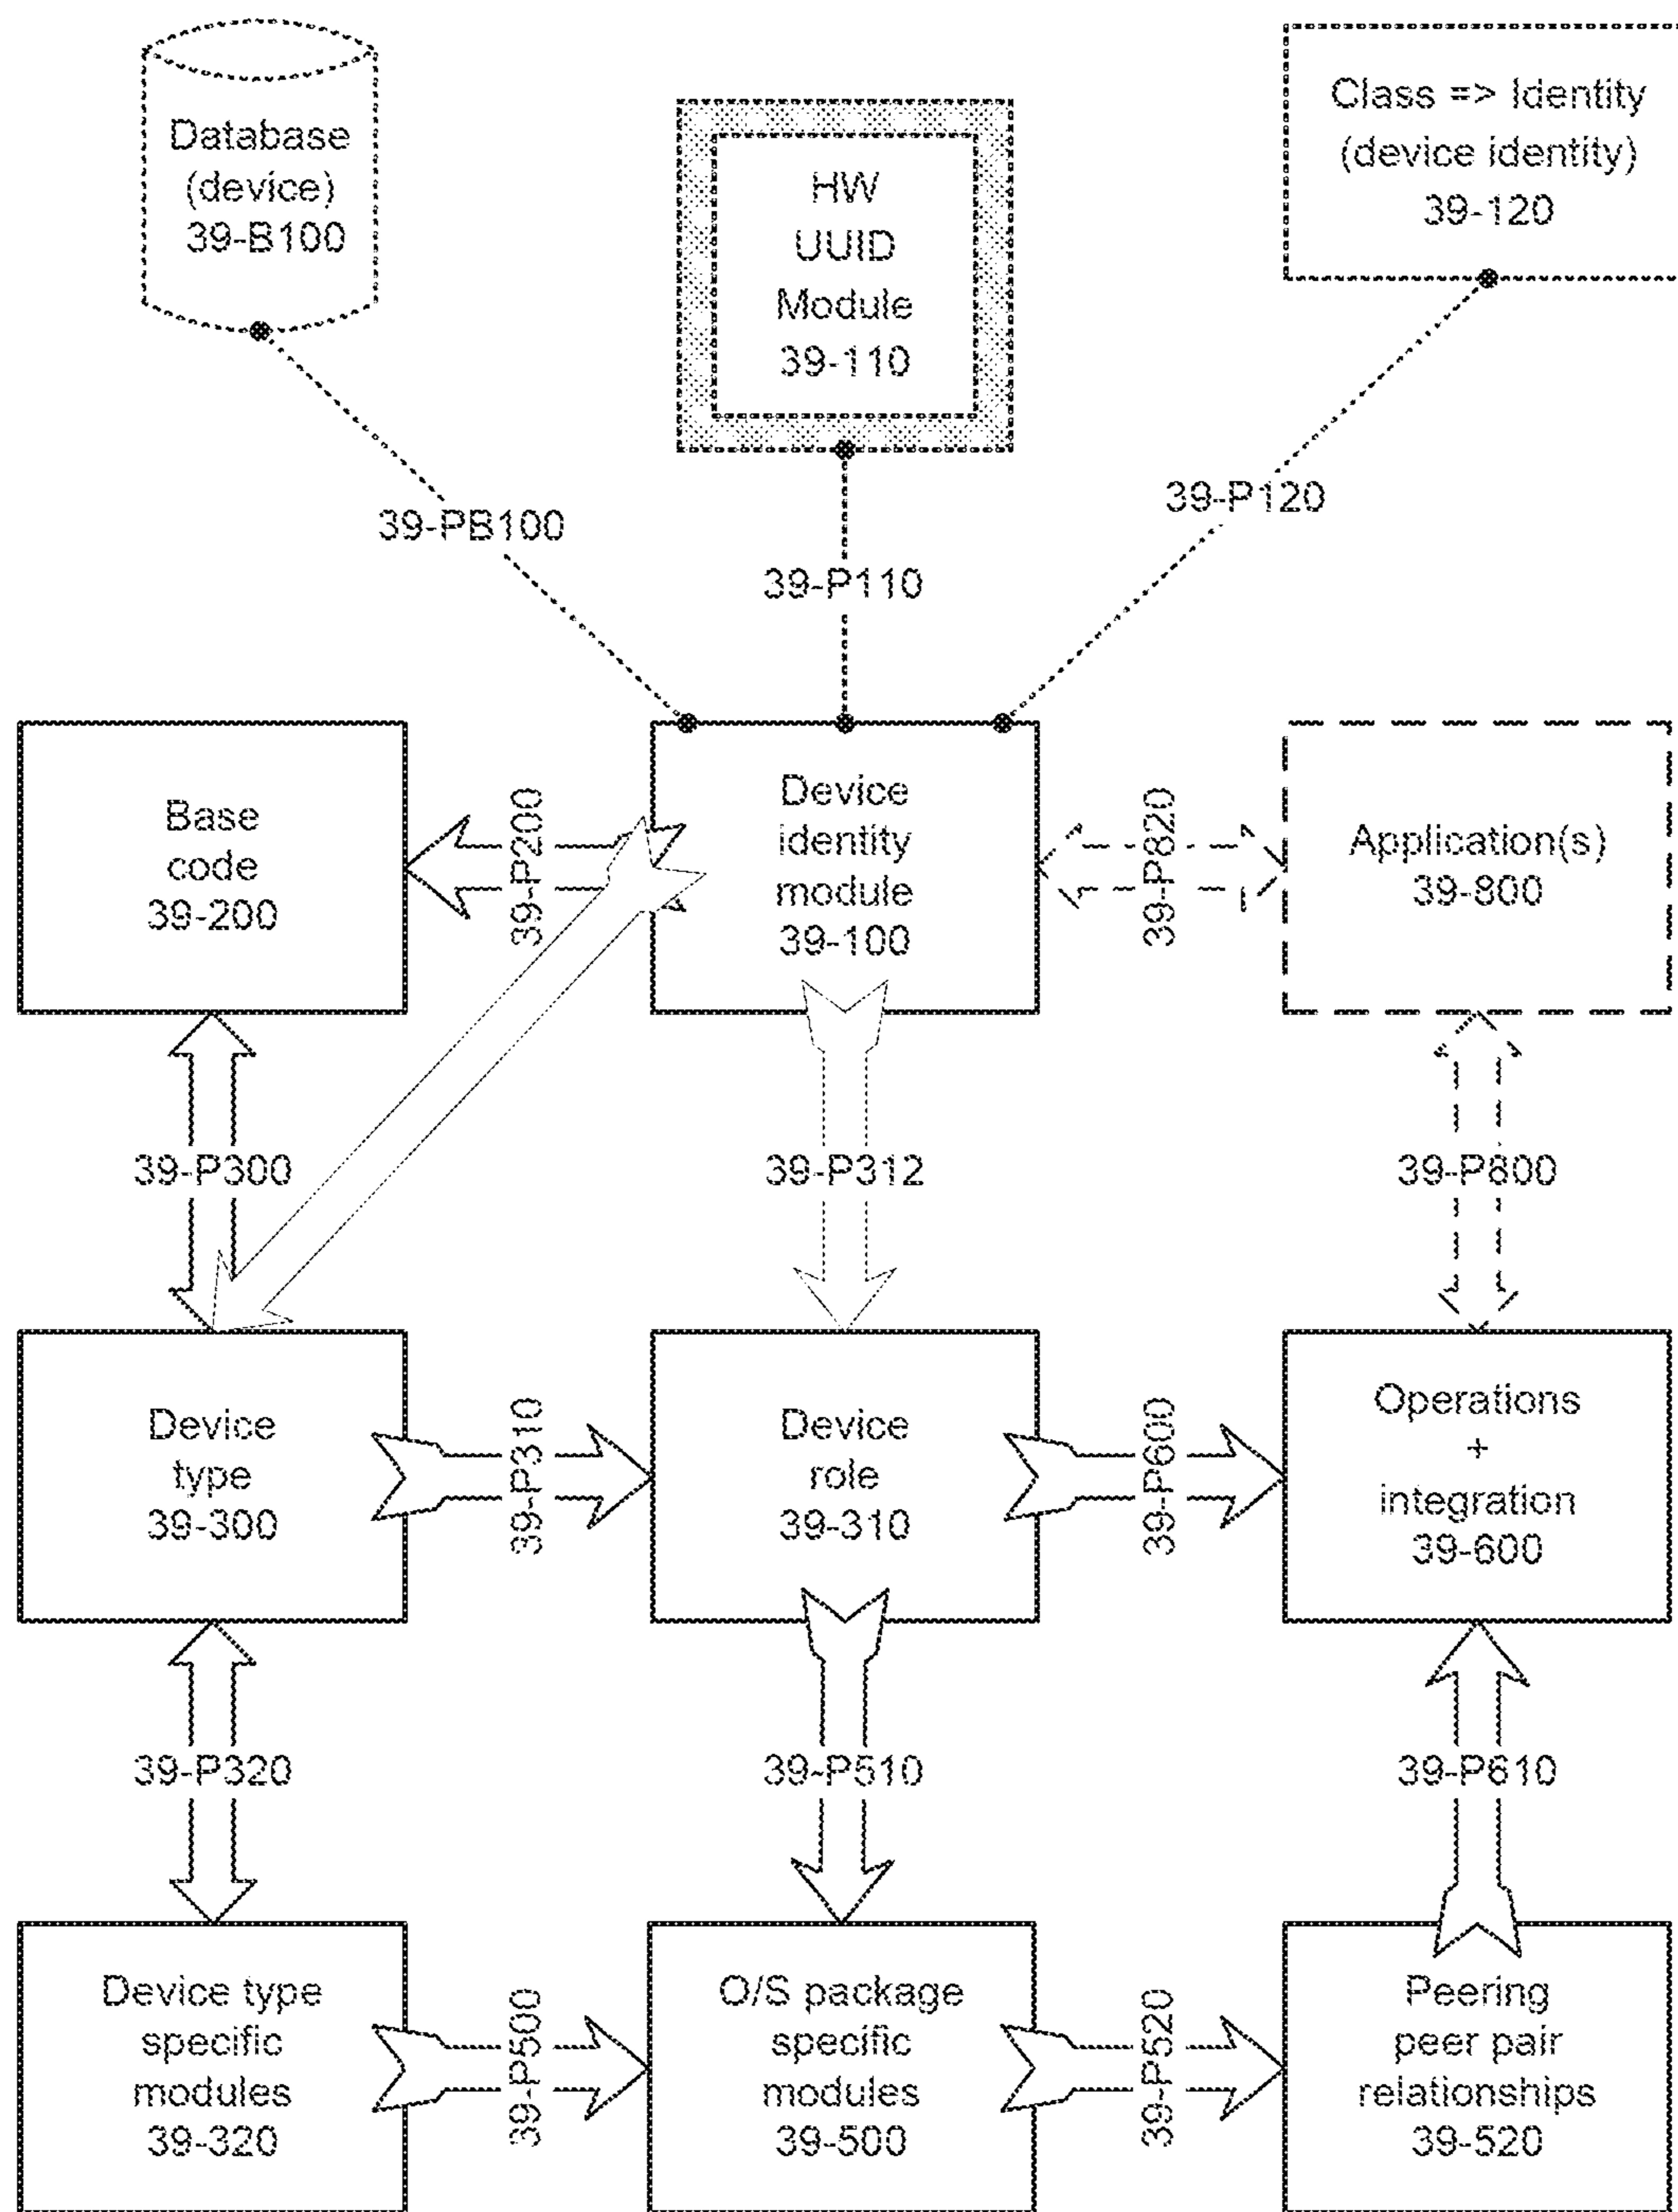 Database
(device)
39-B100
HW
UUID
Module
39-110
Class => Identity
(device identity)
39-120
39-PB100
39-P110
39-P120
Base
code
39-200
39-P200
Device
identity
module
39-100
39-P820
Application(s)
39-800
39-P300
39-P312
39-P800
Device
type
39-300
39-P310
Device
role
39-310
39-P600
Operations
+
integration
39-600
39-P320
39-P510
39-P610
Device type
specific
modules
39-320
39-P500
O/S package
specific
modules
39-500
39-P520
Peering
peer pair
relationships
39-520